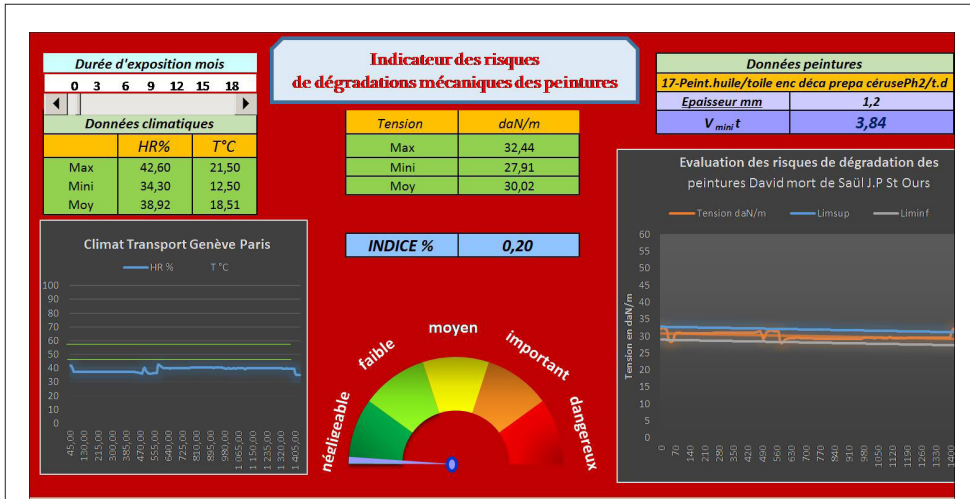 Durée d'exposition mois
0 3 6 9 12 15 18
Données climatiques
HR% T°C
Max 42,60 21,50
Mini 34,30 12,50
Moy 38,92 18,51
Indicateur des risques
de dégradations mécaniques des peintures
Tension daN/m
Max 32,44
Mini 27,91
Moy 30,02
INDICE % 0,20
Données peintures
17-Peint.huile/toile enc déca prepa cérusePh2/t.d
Epaisseur mm 1,2
V mini t 3,84
Climat Transport Genève Paris
HR % T °C
100
90
80
70
60
50
40
30
20
10
0
45,00 130,00 215,00 300,00 385,00 470,00 555,00 640,00 725,00 810,00 895,00 980,00 1 065,00 1 150,00 1 235,00 1 320,00 1 405,00
négligeable
faible
moyen
important
dangereux
Evaluation des risques de dégradation des
peintures David mort de Saül J.P St Ours
Tension daN/m Limsup Liminf
Tension en daN/m
60
55
50
45
40
35
30
25
20
15
10
5
0
0 70 140 210 280 350 420 490 560 630 700 770 840 910 980 1050 1120 1190 1260 1330 1400